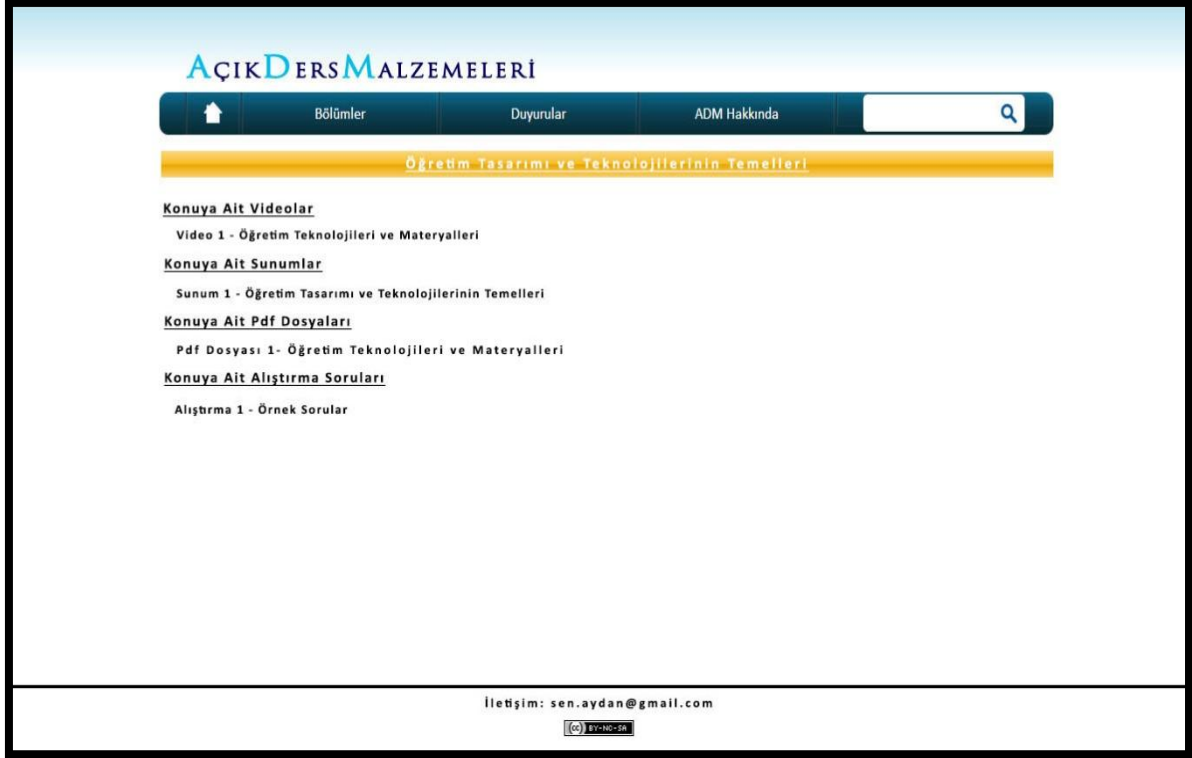 AçıkDersMalzemeleri
Bölümler Duyurular ADM Hakkında
Öğretim Tasarımı ve Teknolojilerinin Temelleri
Konuya Ait Videolar
Video 1 - Öğretim Teknolojileri ve Materyalleri
Konuya Ait Sunumlar
Sunum 1 - Öğretim Tasarımı ve Teknolojilerinin Temelleri
Konuya Ait Pdf Dosyaları
Pdf Dosyası 1- Öğretim Teknolojileri ve Materyalleri
Konuya Ait Alıştırma Soruları
Alıştırma 1 - Örnek Sorular
İletişim: sen.aydan@gmail.com
(cc) BY-NC-SA